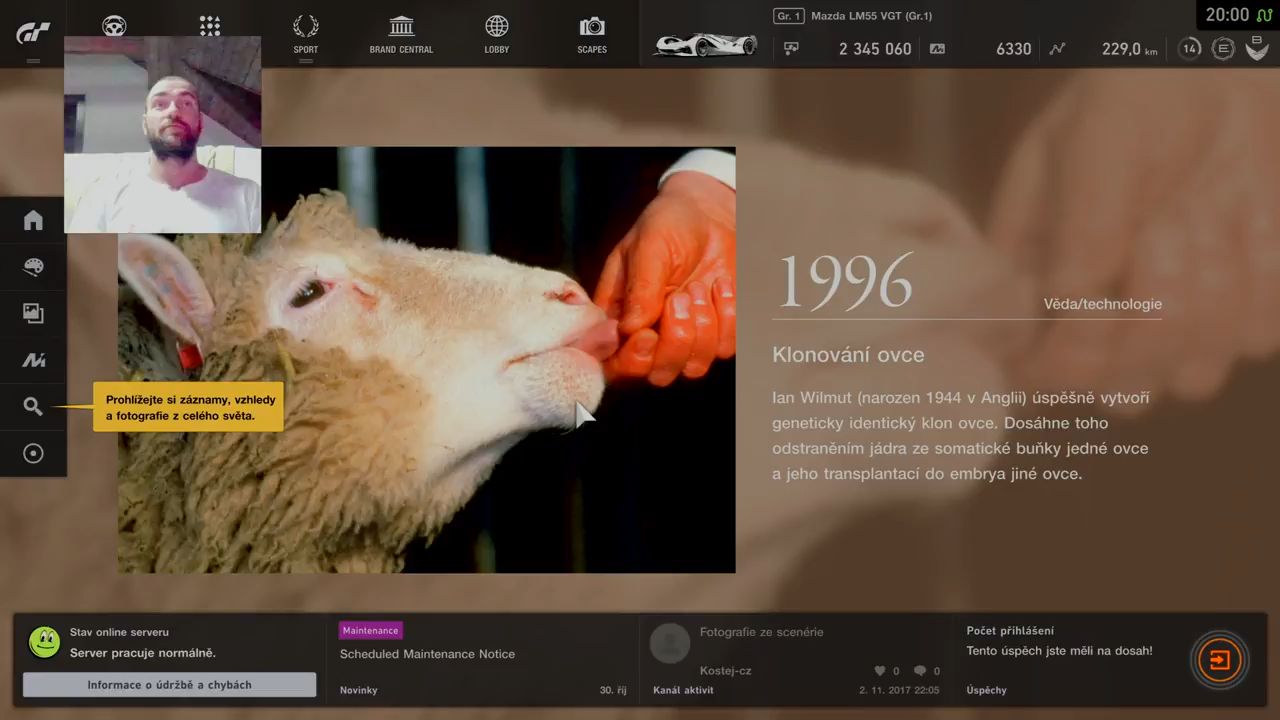 SPORT
BRAND CENTRAL
LOBBY
SCAPES
Gr. 1 Mazda LM55 VGT (Gr.1)
2 345 060
6330
229,0 km
14
E
B
20:00
1996
Věda/technologie
Klonování ovce
Ian Wilmut (narozen 1944 v Anglii) úspěšně vytvoří
geneticky identický klon ovce. Dosáhne toho
odstraněním jádra ze somatické buňky jedné ovce
a jeho transplantací do embrya jiné ovce.
Prohlížejte si záznamy, vzhledy
a fotografie z celého světa.
Stav online serveru
Server pracuje normálně.
Informace o údržbě a chybách
Maintenance
Scheduled Maintenance Notice
Novinky
30. říj
Fotografie ze scenérie
Kostej-cz
0
0
Kanál aktivit
2. 11. 2017 22:05
Počet přihlášení
Tento úspěch jste měli na dosah!
Úspěchy